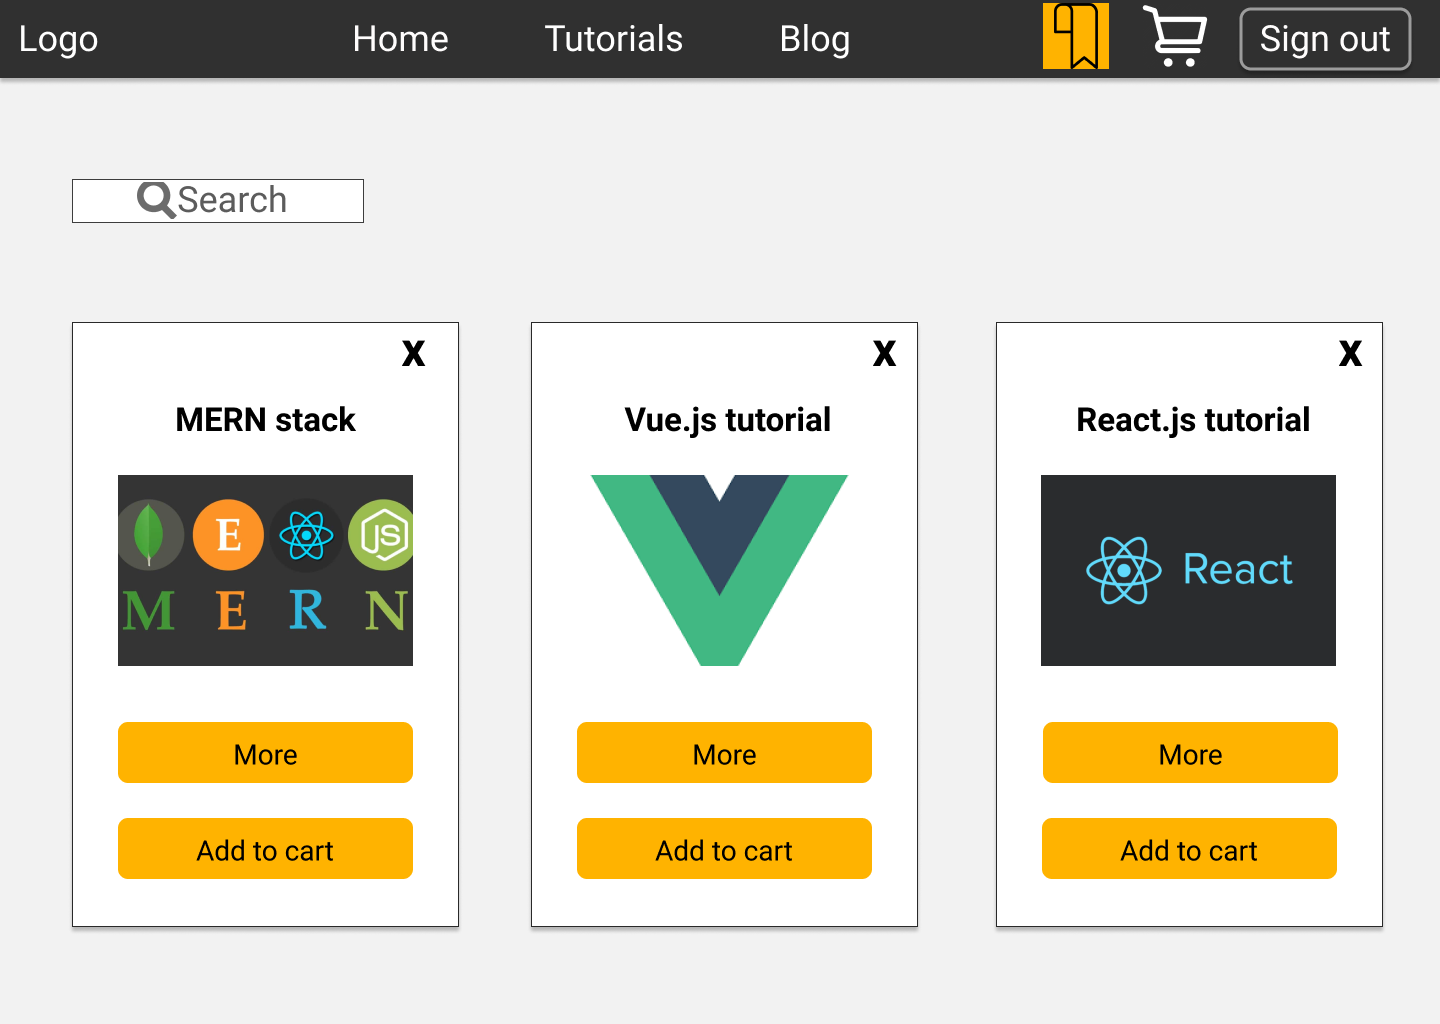 Logo Home Tutorials Blog Sign out
Search
X X X
MERN stack Vue.js tutorial React.js tutorial
E JS
React
M E R N
More More More
Add to cart Add to cart Add to cart